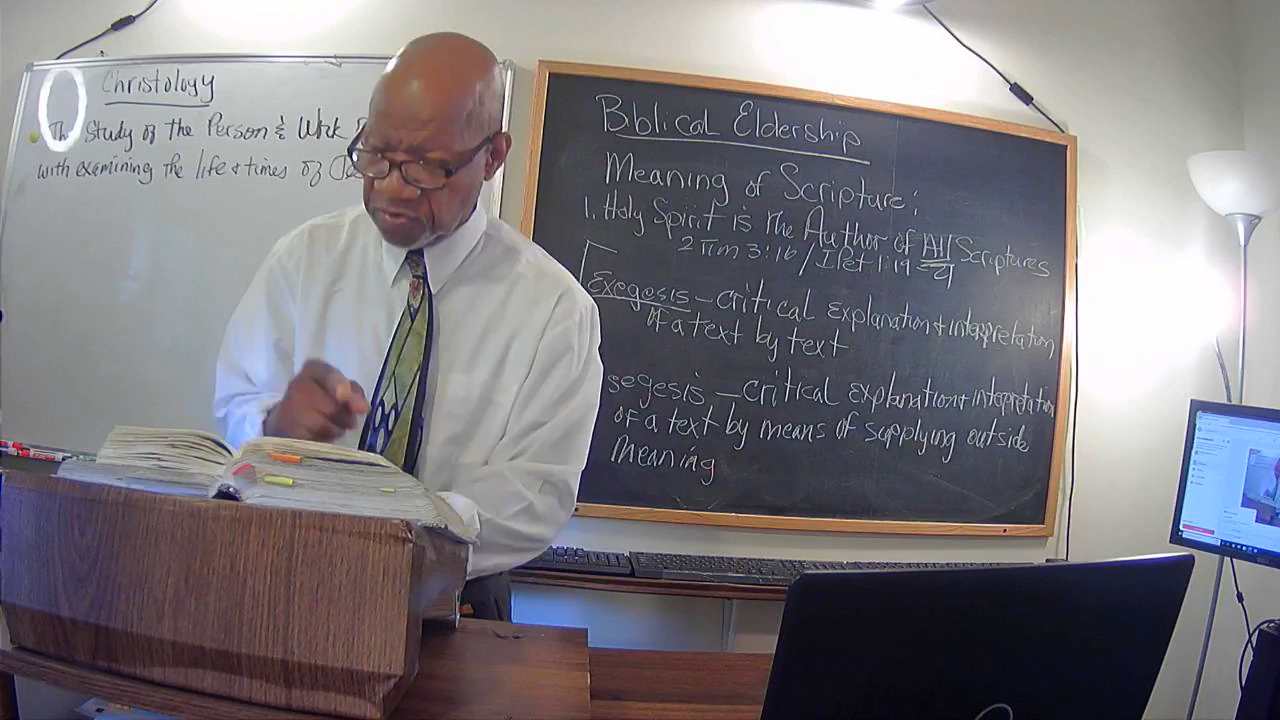 Christology
The Study of the Person & Work
with examining the life & times of
Biblical Eldership
Meaning of Scripture:
1. Holy Spirit is the Author of All Scriptures
2 Tim 3:16 / I Pet 1:19-21
Exegesis – critical explanation & interpretation
of a text by text
segesis – critical explanation & interpretation
of a text by means of supplying outside
Meaning